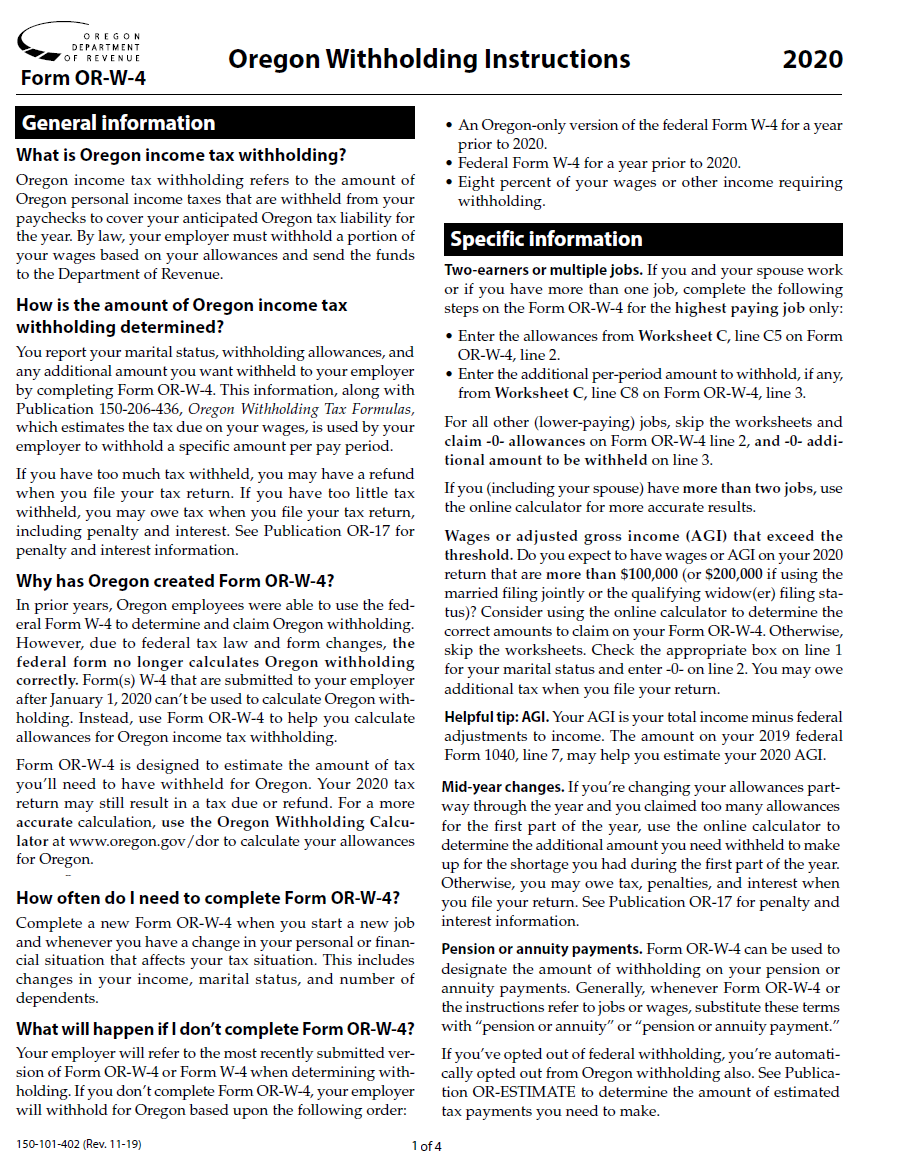 OREGON
DEPARTMENT
OF REVENUE
Form OR-W-4
Oregon Withholding Instructions
2020
General information
What is Oregon income tax withholding?
Oregon income tax withholding refers to the amount of
Oregon personal income taxes that are withheld from your
paychecks to cover your anticipated Oregon tax liability for
the year. By law, your employer must withhold a portion of
your wages based on your allowances and send the funds
to the Department of Revenue.
How is the amount of Oregon income tax
withholding determined?
You report your marital status, withholding allowances, and
any additional amount you want withheld to your employer
by completing Form OR-W-4. This information, along with
Publication 150-206-436, Oregon Withholding Tax Formulas,
which estimates the tax due on your wages, is used by your
employer to withhold a specific amount per pay period.
If you have too much tax withheld, you may have a refund
when you file your tax return. If you have too little tax
withheld, you may owe tax when you file your tax return,
including penalty and interest. See Publication OR-17 for
penalty and interest information.
Why has Oregon created Form OR-W-4?
In prior years, Oregon employees were able to use the fed-
eral Form W-4 to determine and claim Oregon withholding.
However, due to federal tax law and form changes, the
federal form no longer calculates Oregon withholding
correctly. Form(s) W-4 that are submitted to your employer
after January 1, 2020 can't be used to calculate Oregon with-
holding. Instead, use Form OR-W-4 to help you calculate
allowances for Oregon income tax withholding.
Form OR-W-4 is designed to estimate the amount of tax
you'll need to have withheld for Oregon. Your 2020 tax
return may still result in a tax due or refund. For a more
accurate calculation, use the Oregon Withholding Calcu-
lator at www.oregon.gov/dor to calculate your allowances
for Oregon.
How often do I need to complete Form OR-W-4?
Complete a new Form OR-W-4 when you start a new job
and whenever you have a change in your personal or finan-
cial situation that affects your tax situation. This includes
changes in your income, marital status, and number of
dependents.
What will happen if I don't complete Form OR-W-4?
Your employer will refer to the most recently submitted ver-
sion of Form OR-W-4 or Form W-4 when determining with-
holding. If you don't complete Form OR-W-4, your employer
will withhold for Oregon based upon the following order:
• An Oregon-only version of the federal Form W-4 for a year
prior to 2020.
• Federal Form W-4 for a year prior to 2020.
• Eight percent of your wages or other income requiring
withholding.
Specific information
Two-earners or multiple jobs. If you and your spouse work
or if you have more than one job, complete the following
steps on the Form OR-W-4 for the highest paying job only:
• Enter the allowances from Worksheet C, line C5 on Form
OR-W-4, line 2.
• Enter the additional per-period amount to withhold, if any,
from Worksheet C, line C8 on Form OR-W-4, line 3.
For all other (lower-paying) jobs, skip the worksheets and
claim -0- allowances on Form OR-W-4 line 2, and -0- addi-
tional amount to be withheld on line 3.
If you (including your spouse) have more than two jobs, use
the online calculator for more accurate results.
Wages or adjusted gross income (AGI) that exceed the
threshold. Do you expect to have wages or AGI on your 2020
return that are more than $100,000 (or $200,000 if using the
married filing jointly or the qualifying widow(er) filing sta-
tus)? Consider using the online calculator to determine the
correct amounts to claim on your Form OR-W-4. Otherwise,
skip the worksheets. Check the appropriate box on line 1
for your marital status and enter -0- on line 2. You may owe
additional tax when you file your return.
Helpful tip: AGI. Your AGI is your total income minus federal
adjustments to income. The amount on your 2019 federal
Form 1040, line 7, may help you estimate your 2020 AGI.
Mid-year changes. If you're changing your allowances part-
way through the year and you claimed too many allowances
for the first part of the year, use the online calculator to
determine the additional amount you need withheld to make
up for the shortage you had during the first part of the year.
Otherwise, you may owe tax, penalties, and interest when
you file your return. See Publication OR-17 for penalty and
interest information.
Pension or annuity payments. Form OR-W-4 can be used to
designate the amount of withholding on your pension or
annuity payments. Generally, whenever Form OR-W-4 or
the instructions refer to jobs or wages, substitute these terms
with "pension or annuity" or "pension or annuity payment."
If you've opted out of federal withholding, you're automati-
cally opted out from Oregon withholding also. See Publica-
tion OR-ESTIMATE to determine the amount of estimated
tax payments you need to make.
150-101-402 (Rev. 11-19)
1 of 4